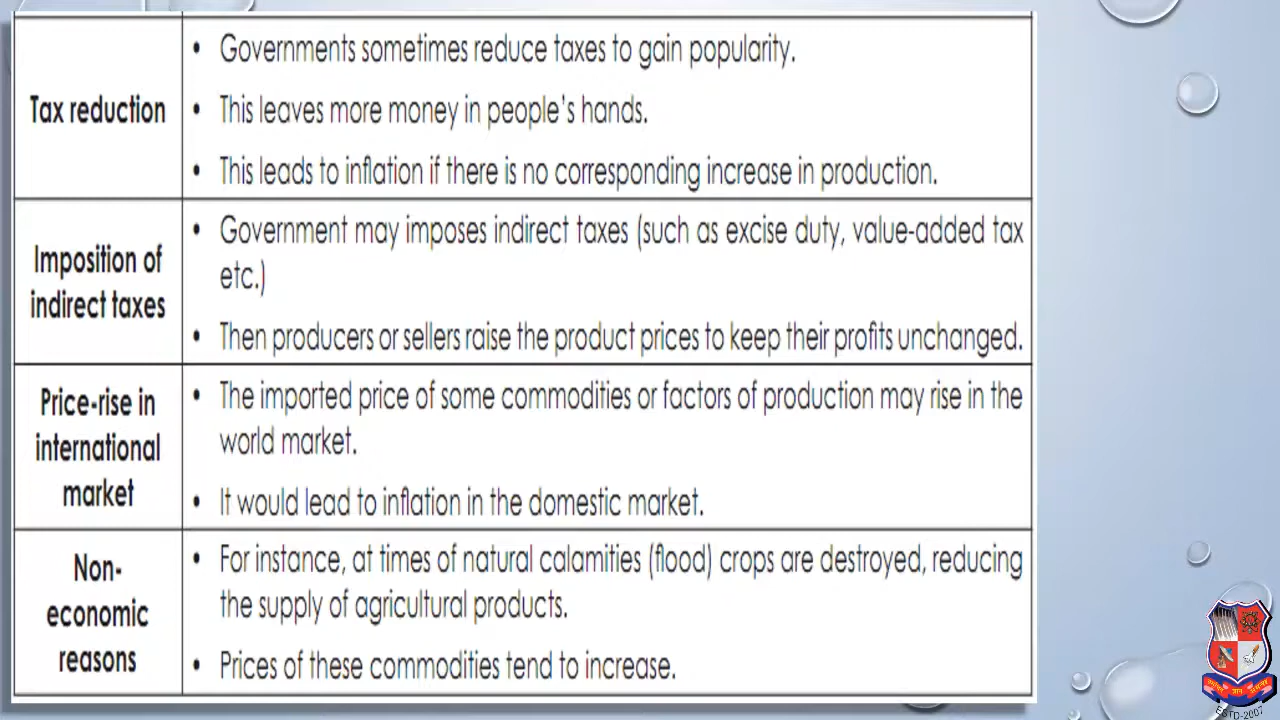 Tax reduction
• Governments sometimes reduce taxes to gain popularity.
• This leaves more money in people's hands.
• This leads to inflation if there is no corresponding increase in production.
Imposition of
indirect taxes
• Government may imposes indirect taxes (such as excise duty, value-added tax
etc.)
• Then producers or sellers raise the product prices to keep their profits unchanged.
Price-rise in
international
market
• The imported price of some commodities or factors of production may rise in the
world market.
• It would lead to inflation in the domestic market.
Non-
economic
reasons
• For instance, at times of natural calamities (flood) crops are destroyed, reducing
the supply of agricultural products.
• Prices of these commodities tend to increase.
ESTD-2007